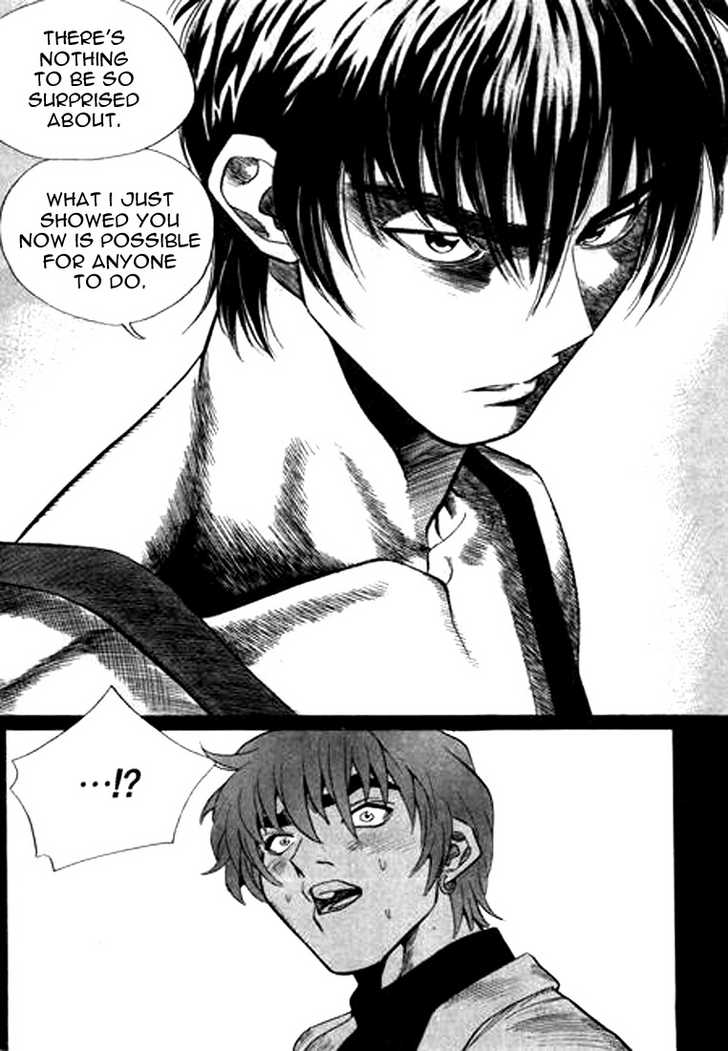 THERE'S
NOTHING
TO BE SO
SURPRISED
ABOUT.
WHAT I JUST
SHOWED YOU
NOW IS POSSIBLE
FOR ANYONE
TO DO.
...!?